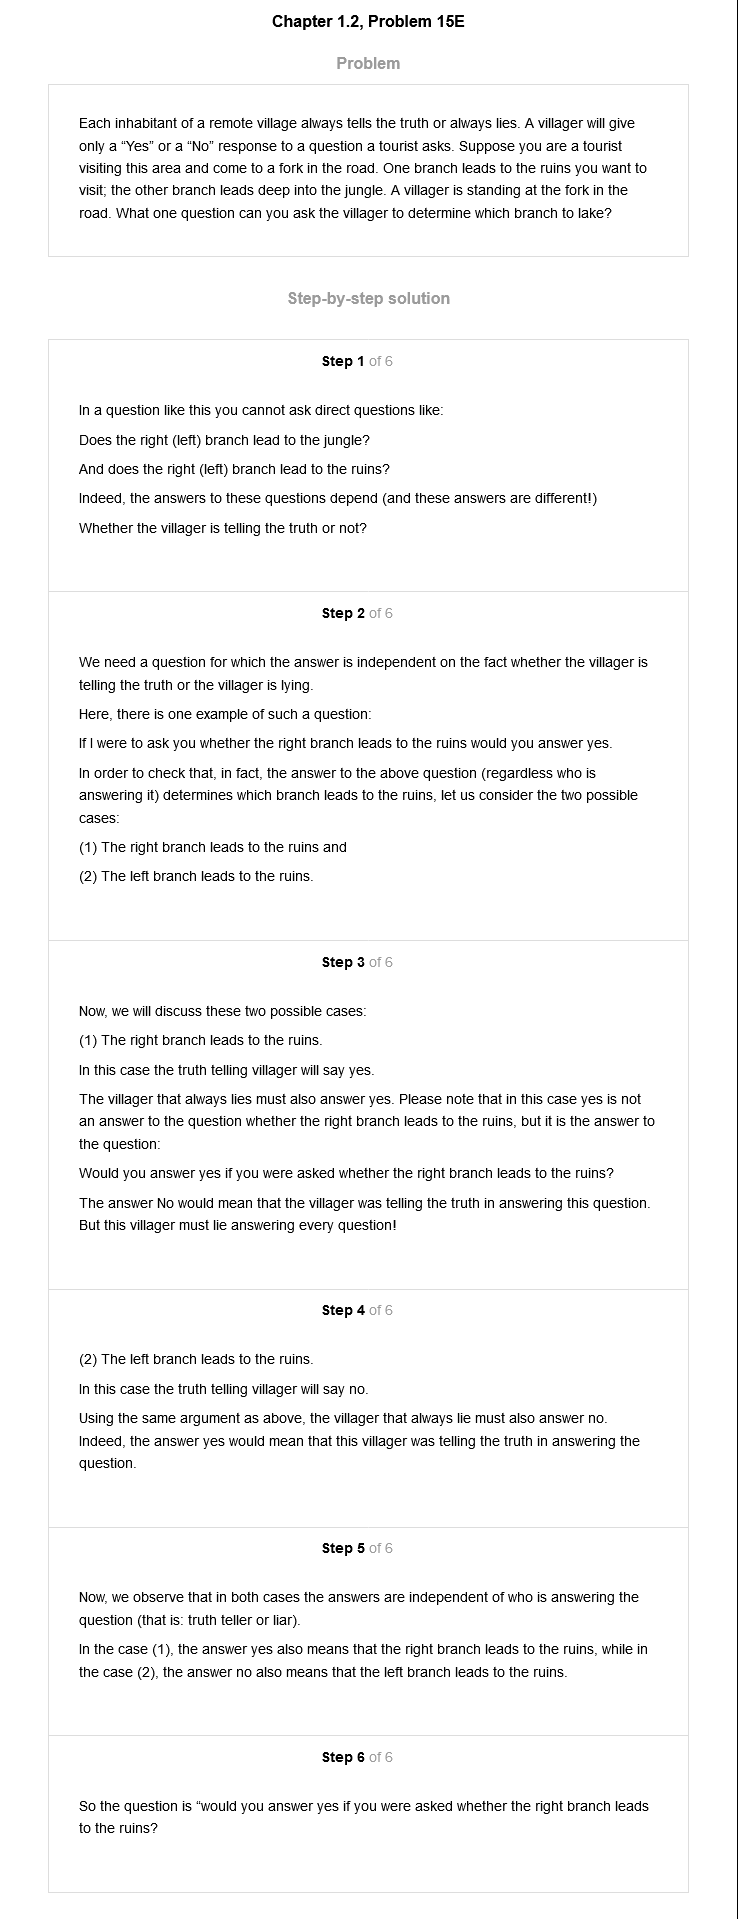 Chapter 1.2, Problem 15E
Problem
Each inhabitant of a remote village always tells the truth or always lies. A villager will give
only a “Yes” or a “No” response to a question a tourist asks. Suppose you are a tourist
visiting this area and come to a fork in the road. One branch leads to the ruins you want to
visit; the other branch leads deep into the jungle. A villager is standing at the fork in the
road. What one question can you ask the villager to determine which branch to lake?
Step-by-step solution
Step 1 of 6
In a question like this you cannot ask direct questions like:
Does the right (left) branch lead to the jungle?
And does the right (left) branch lead to the ruins?
Indeed, the answers to these questions depend (and these answers are different!)
Whether the villager is telling the truth or not?
Step 2 of 6
We need a question for which the answer is independent on the fact whether the villager is
telling the truth or the villager is lying.
Here, there is one example of such a question:
If I were to ask you whether the right branch leads to the ruins would you answer yes.
In order to check that, in fact, the answer to the above question (regardless who is
answering it) determines which branch leads to the ruins, let us consider the two possible
cases:
(1) The right branch leads to the ruins and
(2) The left branch leads to the ruins.
Step 3 of 6
Now, we will discuss these two possible cases:
(1) The right branch leads to the ruins.
In this case the truth telling villager will say yes.
The villager that always lies must also answer yes. Please note that in this case yes is not
an answer to the question whether the right branch leads to the ruins, but it is the answer to
the question:
Would you answer yes if you were asked whether the right branch leads to the ruins?
The answer No would mean that the villager was telling the truth in answering this question.
But this villager must lie answering every question!
Step 4 of 6
(2) The left branch leads to the ruins.
In this case the truth telling villager will say no.
Using the same argument as above, the villager that always lie must also answer no.
Indeed, the answer yes would mean that this villager was telling the truth in answering the
question.
Step 5 of 6
Now, we observe that in both cases the answers are independent of who is answering the
question (that is: truth teller or liar).
In the case (1), the answer yes also means that the right branch leads to the ruins, while in
the case (2), the answer no also means that the left branch leads to the ruins.
Step 6 of 6
So the question is “would you answer yes if you were asked whether the right branch leads
to the ruins?